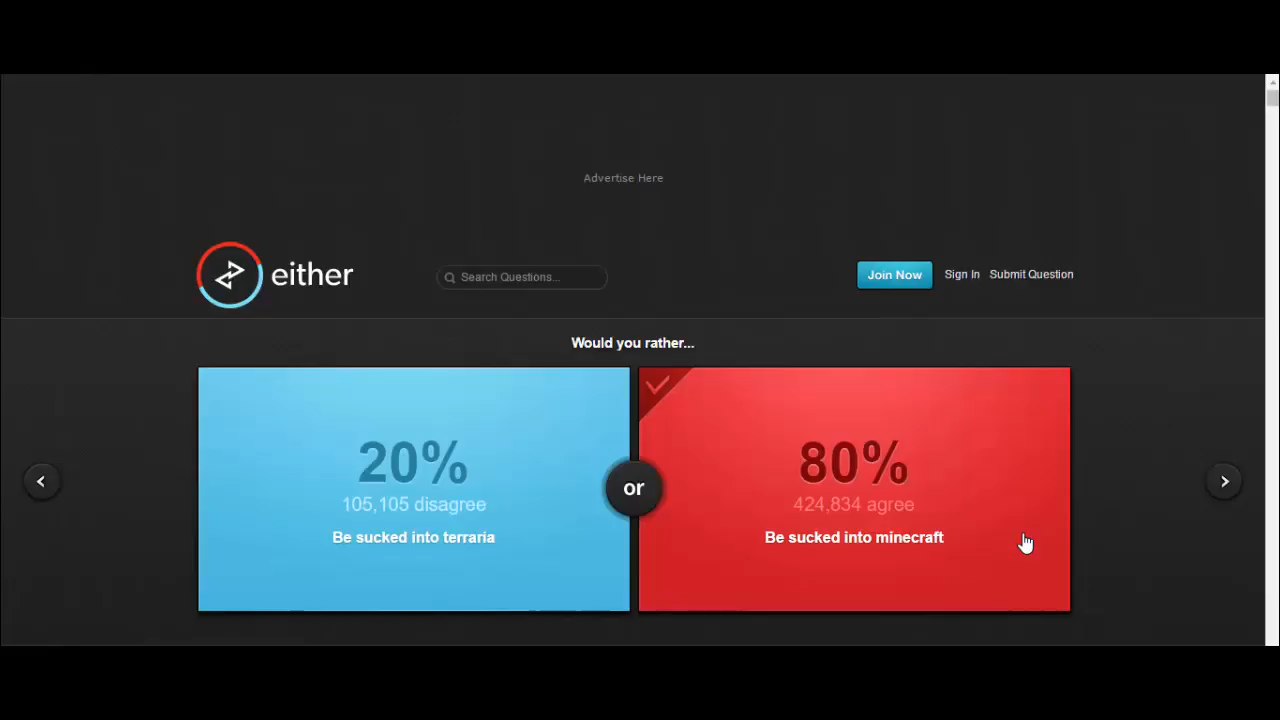 Advertise Here
either
Search Questions...
Join Now
Sign In
Submit Question
Would you rather...
20%
105,105 disagree
Be sucked into terraria
or
80%
424,834 agree
Be sucked into minecraft